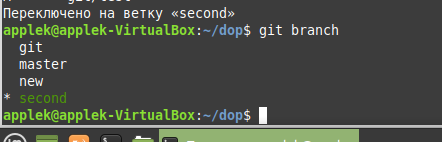 Переключено на ветку «second»
applek@applek-VirtualBox:~/dop$ git branch
  git
  master
  new
* second
applek@applek-VirtualBox:~/dop$